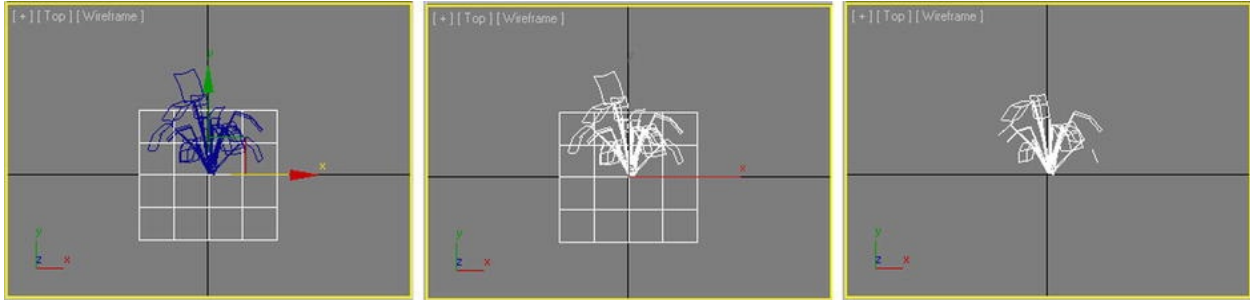 [ + ] [ Top ] [ Wireframe ]
y
x
y
z x
[ + ] [ Top ] [ Wireframe ]
y
x
y
z x
[ + ] [ Top ] [ Wireframe ]
y
z x